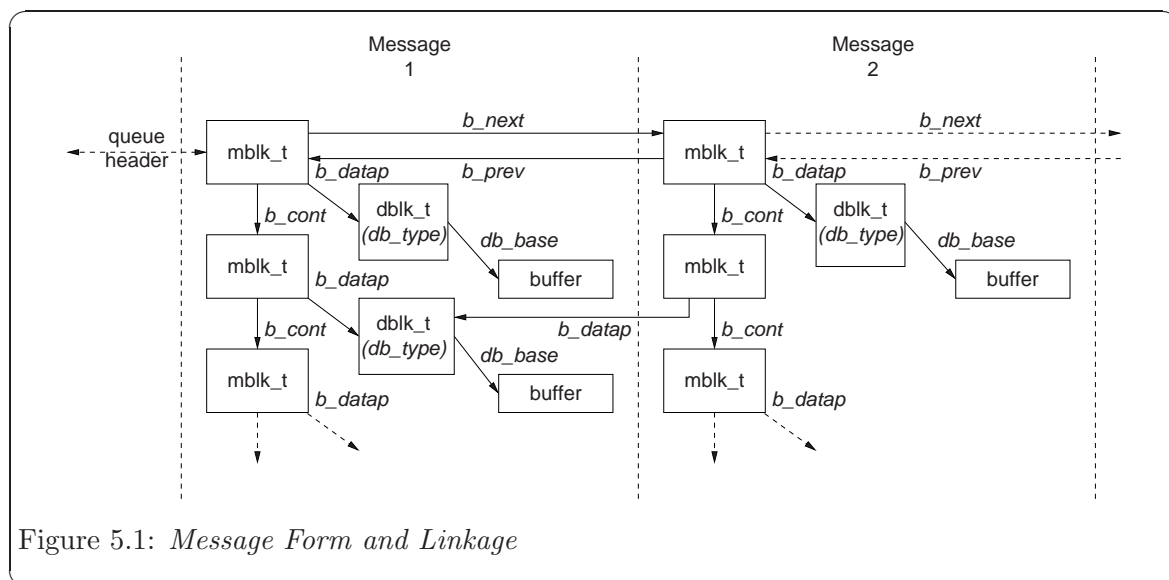 Message
1
Message
2
queue
header
b_next
b_next
mblk_t
mblk_t
b_datap
b_prev
b_datap
b_prev
b_cont
dblk_t
(db_type)
b_cont
dblk_t
(db_type)
db_base
db_base
mblk_t
b_datap
buffer
mblk_t
buffer
b_cont
dblk_t
(db_type)
b_datap
b_cont
db_base
mblk_t
b_datap
buffer
mblk_t
b_datap
Figure 5.1: Message Form and Linkage